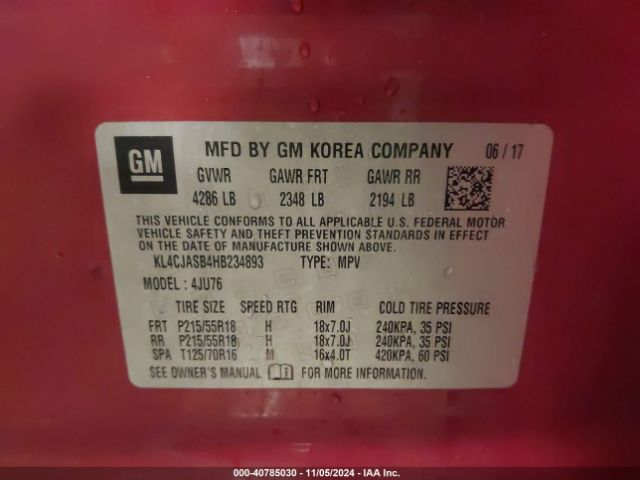 GM
MFD BY GM KOREA COMPANY 06 / 17
GVWR GAWR FRT GAWR RR
4286 LB 2348 LB 2194 LB
THIS VEHICLE CONFORMS TO ALL APPLICABLE U.S. FEDERAL MOTOR
VEHICLE SAFETY AND THEFT PREVENTION STANDARDS IN EFFECT
ON THE DATE OF MANUFACTURE SHOWN ABOVE.
KL4CJASB4HB234893 TYPE: MPV
MODEL : 4JU76
TIRE SIZE SPEED RTG RIM COLD TIRE PRESSURE
FRT P215/55R18 H 18x7.0J 240KPA, 35 PSI
RR P215/55R18 H 18x7.0J 240KPA, 35 PSI
SPA T125/70R16 M 16x4.0T 420KPA, 60 PSI
SEE OWNER'S MANUAL FOR MORE INFORMATION.
000-40785030 - 11/05/2024 - IAA Inc.